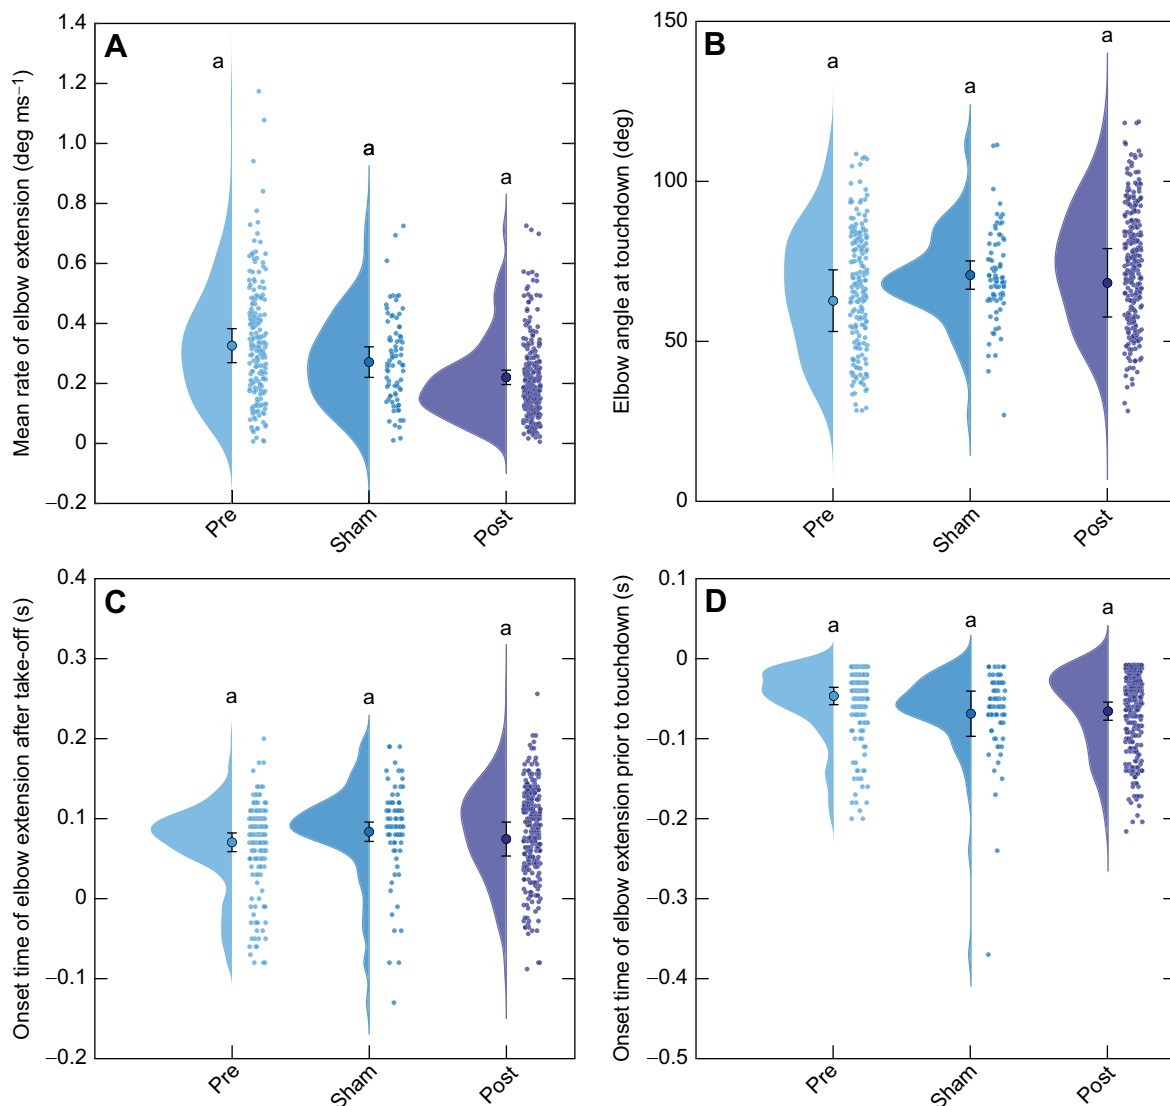 A
Mean rate of elbow extension (deg ms−1)
1.4
1.2
1.0
0.8
0.6
0.4
0.2
0
−0.2
a
a
a
Pre
Sham
Post
B
Elbow angle at touchdown (deg)
150
100
50
0
a
a
a
Pre
Sham
Post
C
Onset time of elbow extension after take-off (s)
0.4
0.3
0.2
0.1
0
−0.1
−0.2
a
a
a
Pre
Sham
Post
D
Onset time of elbow extension prior to touchdown (s)
0.1
0
−0.1
−0.2
−0.3
−0.4
−0.5
a
a
a
Pre
Sham
Post